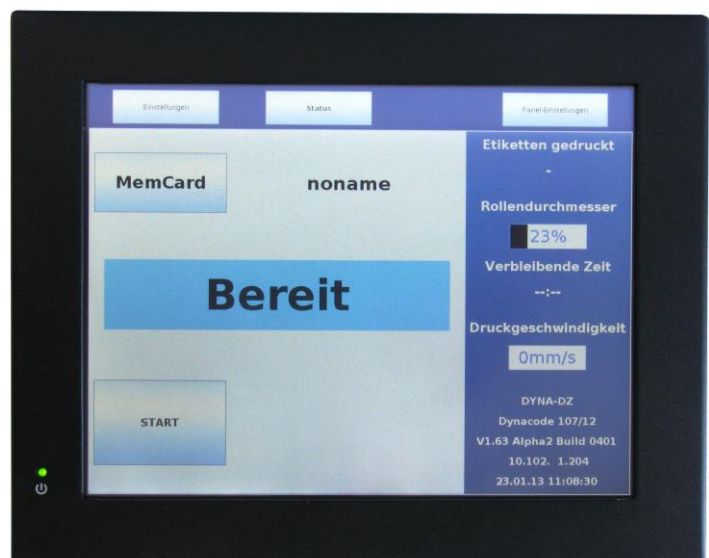 Einstellungen
Status
Panel-Einstellungen
MemCard
noname
Bereit
START
Etiketten gedruckt
-
Rollendurchmesser
23%
Verbleibende Zeit
--:--
Druckgeschwindigkeit
0mm/s
DYNA-DZ
Dynacode 107/12
V1.63 Alpha2 Build 0401
10.102. 1.204
23.01.13 11:08:30